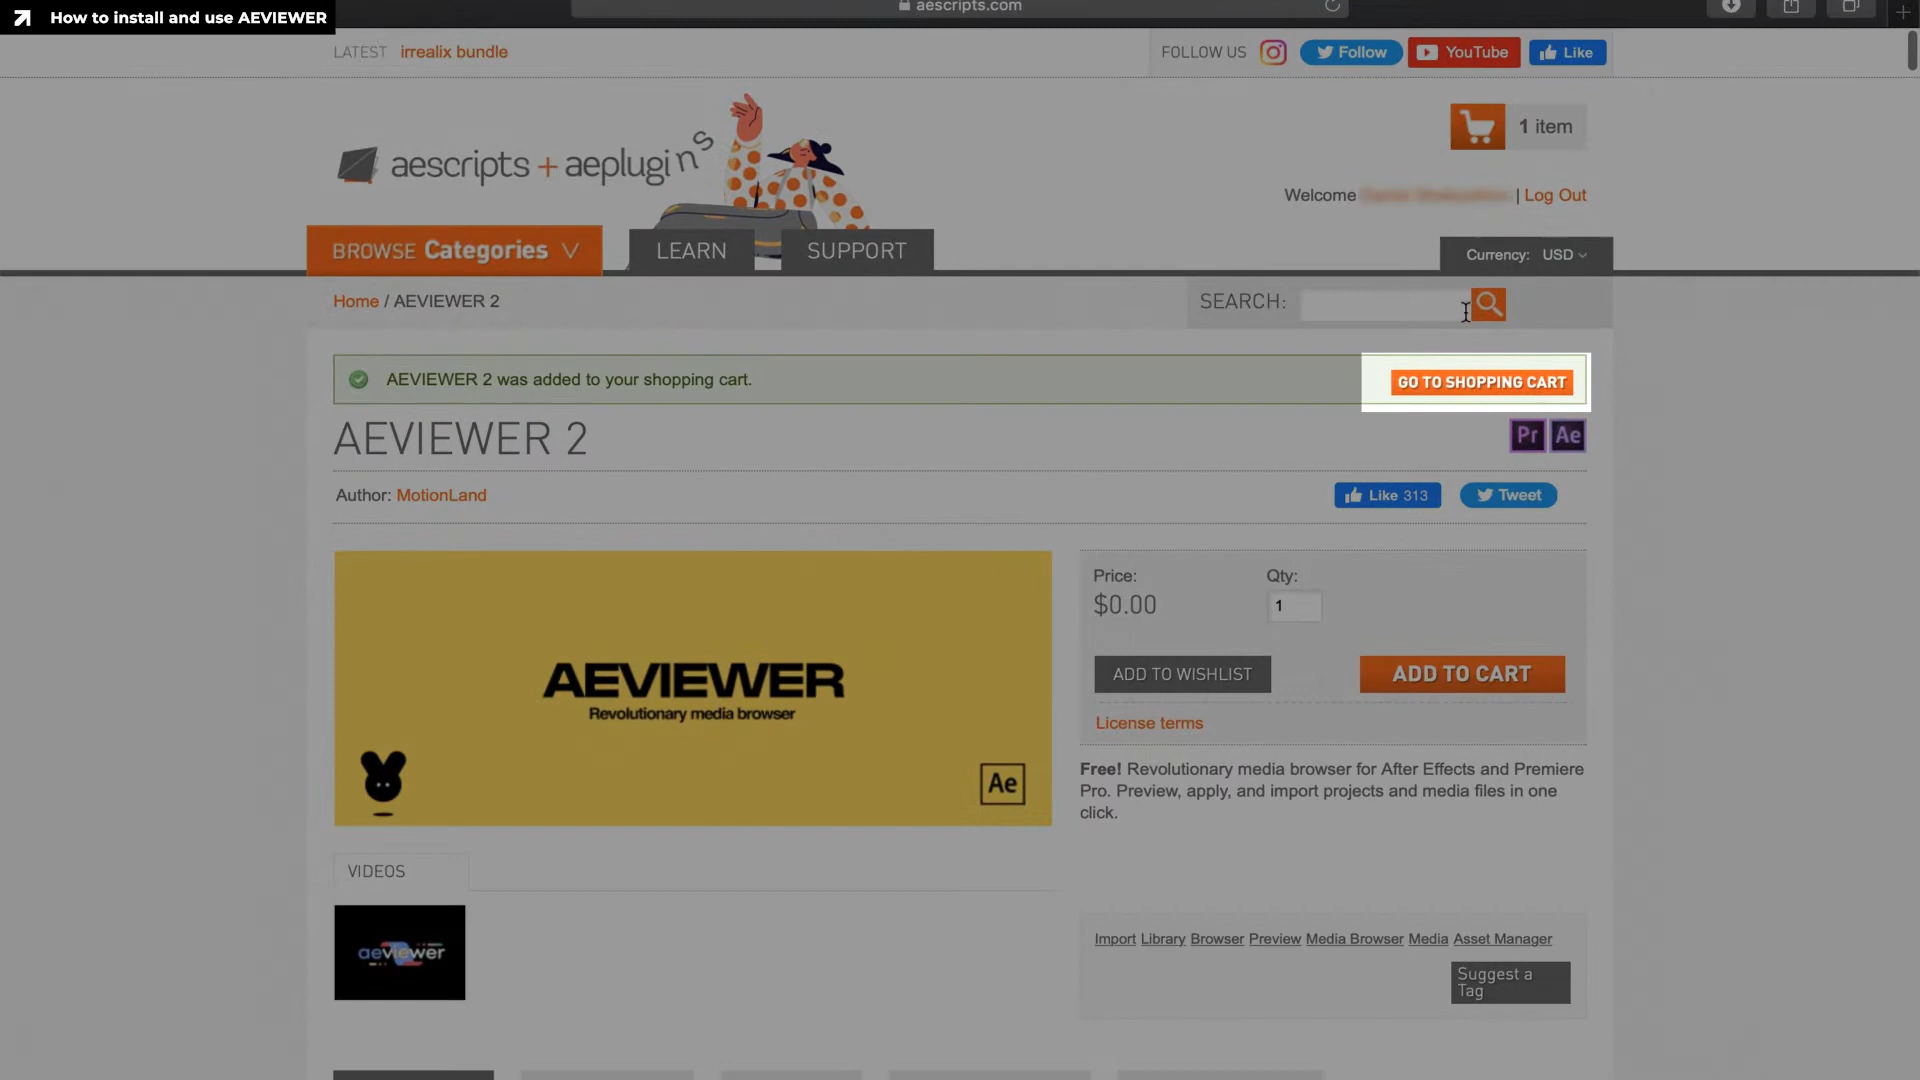 How to install and use AEVIEWER
aescripts.com
LATEST irrealix bundle
FOLLOW US Follow YouTube Like
aescripts + aeplugins
1 item
Welcome | Log Out
BROWSE Categories LEARN SUPPORT
Currency: USD
Home / AEVIEWER 2
SEARCH:
AEVIEWER 2 was added to your shopping cart.
GO TO SHOPPING CART
AEVIEWER 2
Pr Ae
Author: MotionLand
Like 313 Tweet
AEVIEWER
Revolutionary media browser
Ae
Price: Qty:
$0.00 1
ADD TO WISHLIST ADD TO CART
License terms
Free! Revolutionary media browser for After Effects and Premiere
Pro. Preview, apply, and import projects and media files in one
click.
VIDEOS
aeviewer
Import Library Browser Preview Media Browser Media Asset Manager
Suggest a
Tag